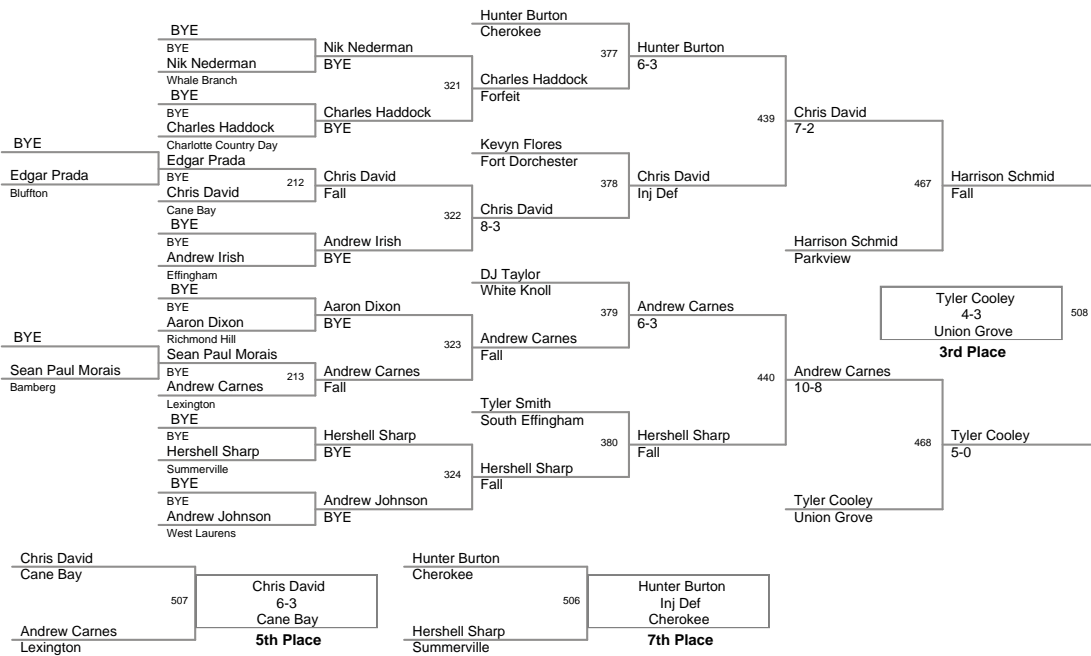 BYE
Edgar Prada
Bluffton
BYE
Sean Paul Morais
Bamberg
BYE
BYE
Nik Nederman
Whale Branch
BYE
BYE
Charles Haddock
Charlotte Country Day
Edgar Prada
BYE
212
Chris David
Cane Bay
BYE
BYE
Andrew Irish
Effingham
BYE
BYE
Aaron Dixon
Richmond Hill
Sean Paul Morais
BYE
213
Andrew Carnes
Lexington
BYE
BYE
Hershell Sharp
Summerville
BYE
BYE
Andrew Johnson
West Laurens
Nik Nederman
BYE
321
Charles Haddock
BYE
Chris David
Fall
322
Andrew Irish
BYE
Aaron Dixon
BYE
323
Andrew Carnes
Fall
Hershell Sharp
BYE
324
Andrew Johnson
BYE
Hunter Burton
Cherokee
377
Charles Haddock
Forfeit
Kevyn Flores
Fort Dorchester
378
Chris David
8-3
DJ Taylor
White Knoll
379
Andrew Carnes
Fall
Tyler Smith
South Effingham
380
Hershell Sharp
Fall
Hunter Burton
6-3
439
Chris David
Inj Def
Andrew Carnes
6-3
440
Hershell Sharp
Fall
Chris David
7-2
467
Harrison Schmid
Parkview
Andrew Carnes
10-8
468
Tyler Cooley
Union Grove
Harrison Schmid
Fall
Tyler Cooley
4-3
Union Grove
508
3rd Place
Tyler Cooley
5-0
Chris David
Cane Bay
507
Andrew Carnes
Lexington
Chris David
6-3
Cane Bay
5th Place
Hunter Burton
Cherokee
506
Hershell Sharp
Summerville
Hunter Burton
Inj Def
Cherokee
7th Place